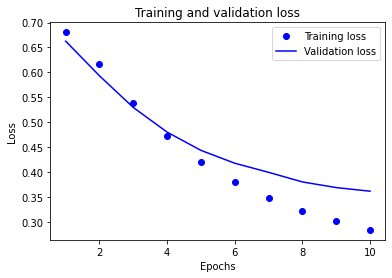 Training and validation loss
Training loss
Validation loss
Loss
0.70
0.65
0.60
0.55
0.50
0.45
0.40
0.35
0.30
2
4
6
8
10
Epochs